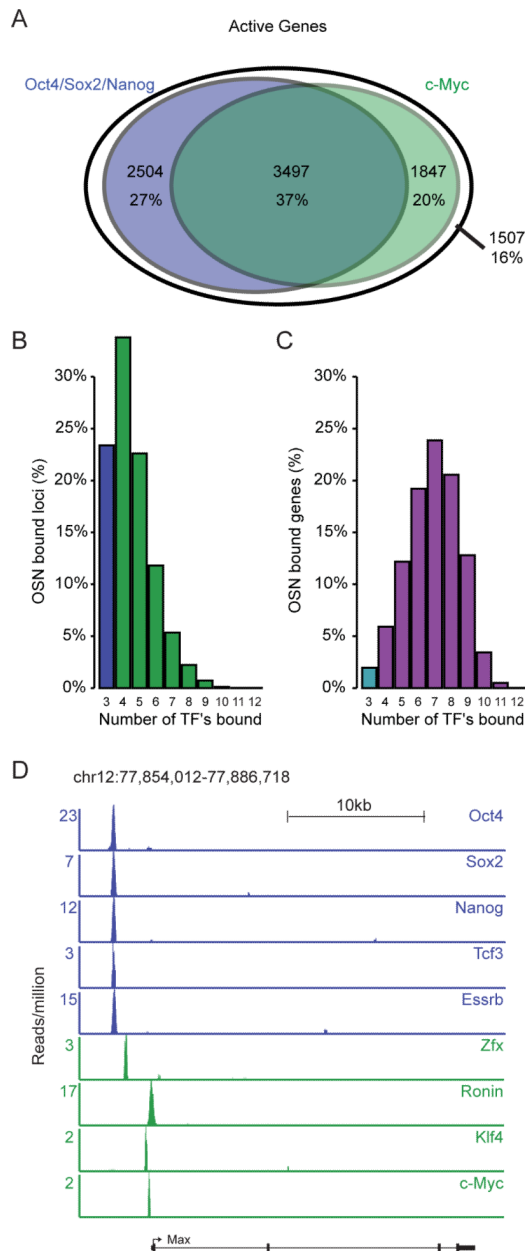 A
Active Genes
Oct4/Sox2/Nanog
c-Myc
2504
27%
3497
37%
1847
20%
1507
16%
B
OSN bound loci (%)
30%
25%
20%
15%
10%
5%
0%
3 4 5 6 7 8 9 10 11 12
Number of TF's bound
C
OSN bound genes (%)
30%
25%
20%
15%
10%
5%
0%
3 4 5 6 7 8 9 10 11 12
Number of TF's bound
D
chr12:77,854,012-77,886,718
10kb
Reads/million
23 Oct4
7 Sox2
12 Nanog
3 Tcf3
15 Essrb
3 Zfx
17 Ronin
2 Klf4
2 c-Myc
Max